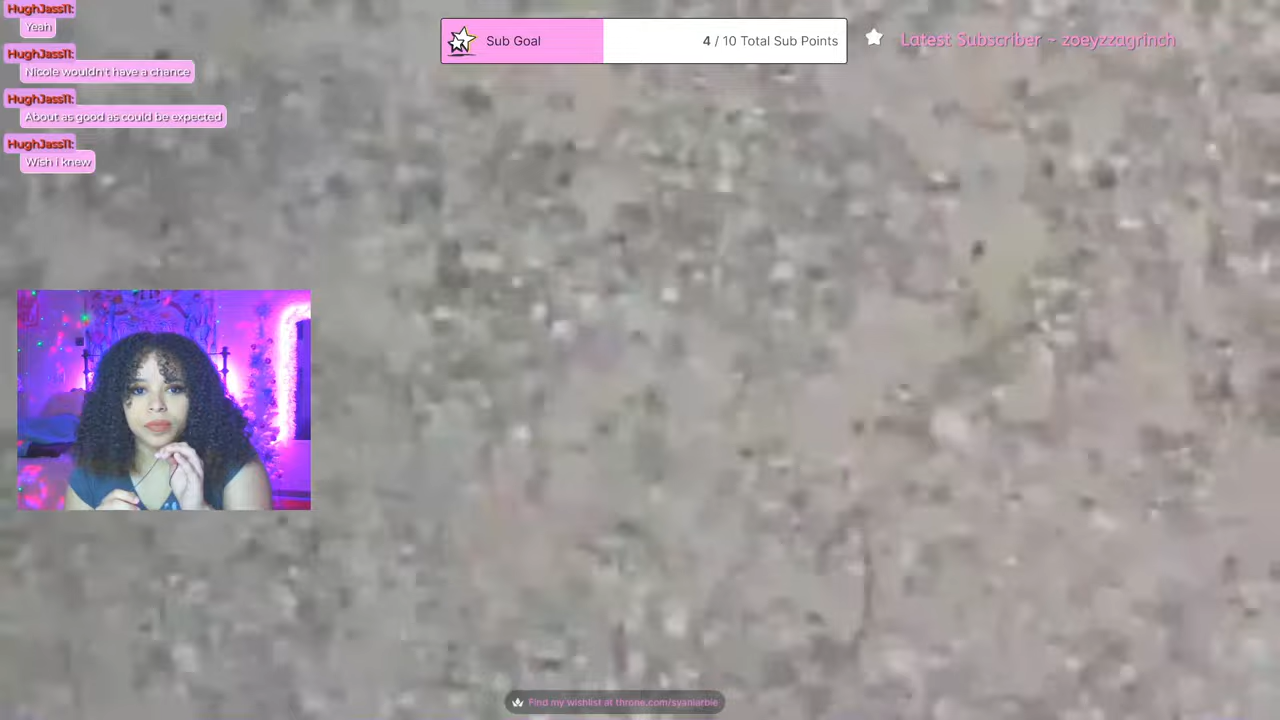 HughJass11:
Yeah
HughJass11:
Nicole wouldn't have a chance
HughJass11:
About as good as could be expected
HughJass11:
Wish I knew
Sub Goal
4 / 10 Total Sub Points
Latest Subscriber ~ zoeyzzagrinch
Find my wishlist at throne.com/syanlarbie